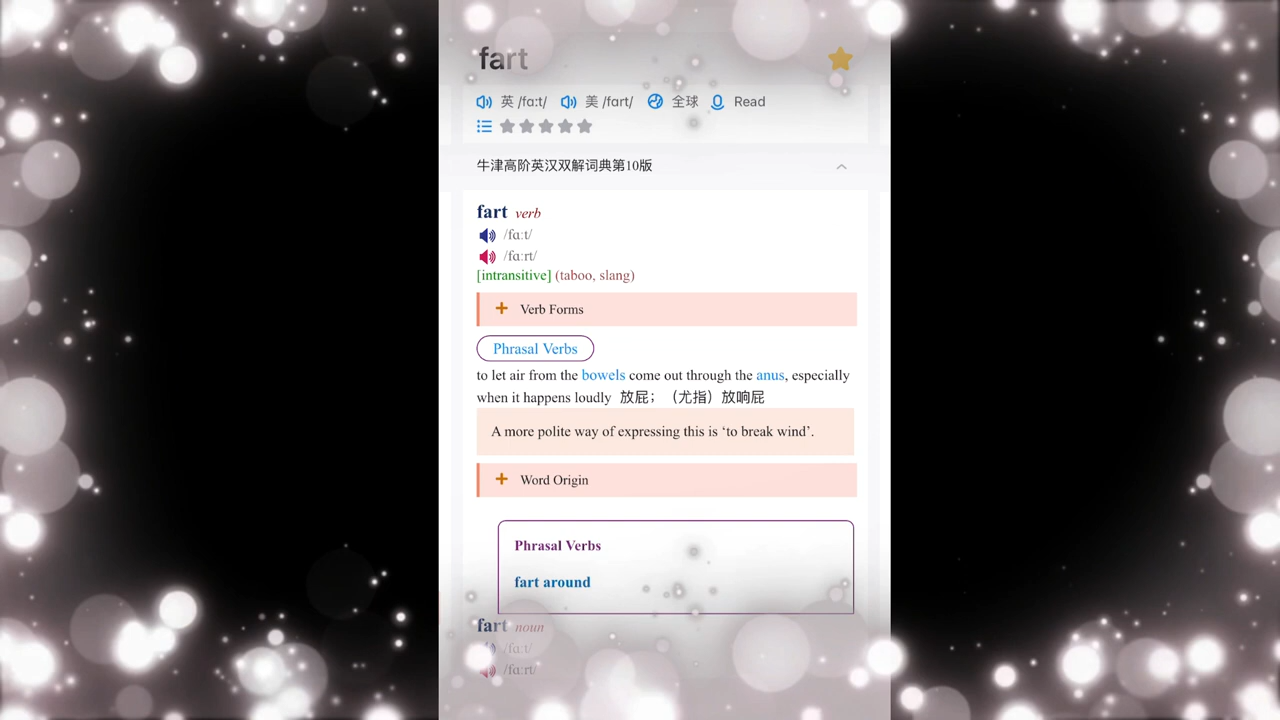 fart
英 /fɑːt/ 美 /fɑrt/ 全球 Read
牛津高阶英汉双解词典第10版
fart verb
/fɑːt/
/fɑːrt/
[intransitive] (taboo, slang)
+ Verb Forms
Phrasal Verbs
to let air from the bowels come out through the anus, especially
when it happens loudly 放屁；（尤指）放响屁
A more polite way of expressing this is ‘to break wind’.
+ Word Origin
Phrasal Verbs
fart around
fart noun
/fɑːt/
/fɑːrt/